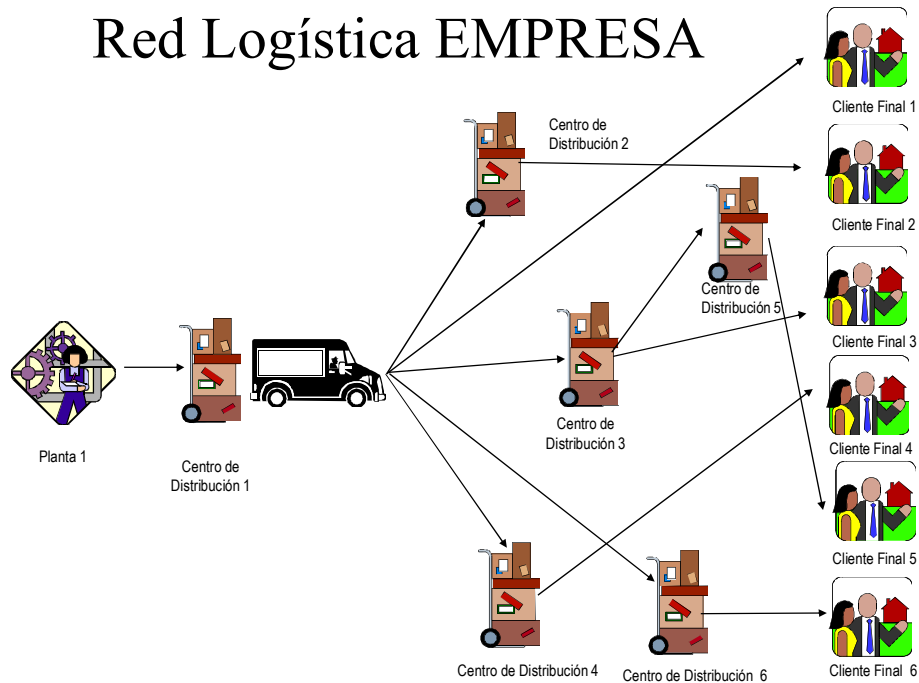 Red Logística EMPRESA
Cliente Final 1
Centro de
Distribución 2
Cliente Final 2
Centro de
Distribución 5
Cliente Final 3
Centro de
Distribución 3
Cliente Final 4
Planta 1
Centro de
Distribución 1
Cliente Final 5
Centro de Distribución 4
Centro de Distribución 6
Cliente Final 6